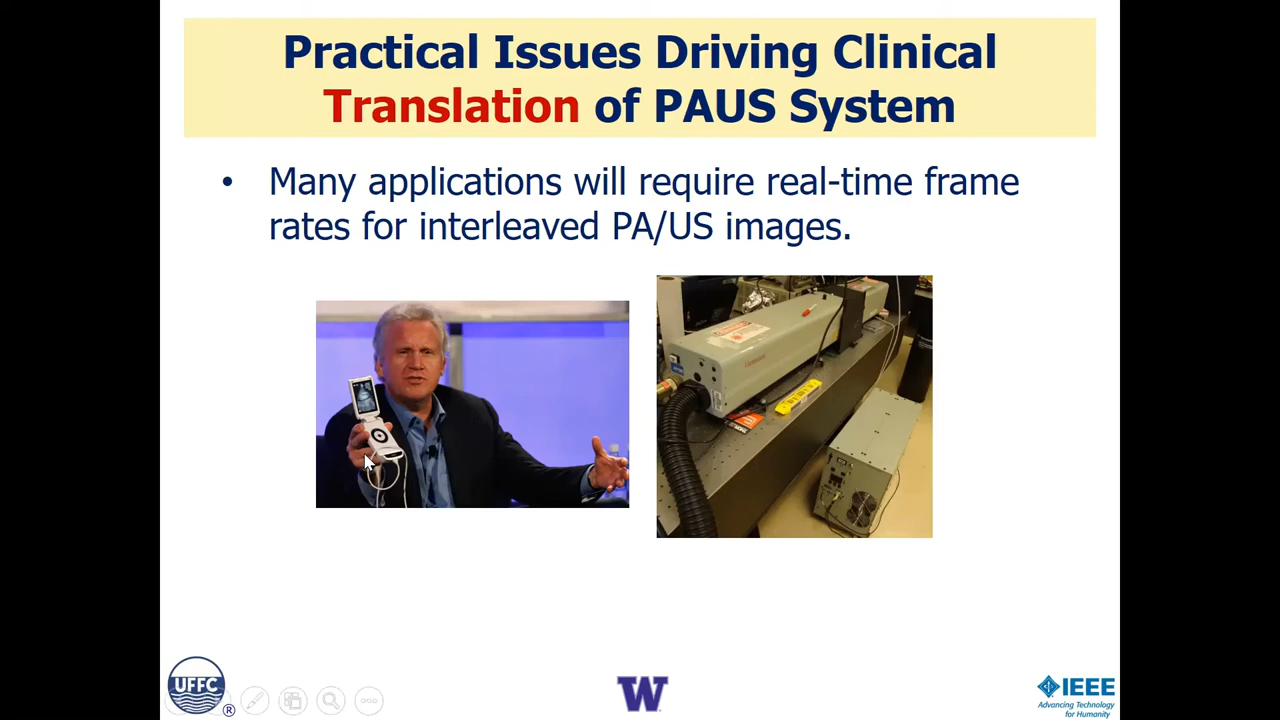 Practical Issues Driving Clinical
Translation of PAUS System
• Many applications will require real-time frame
rates for interleaved PA/US images.
UFFC
®
W
IEEE
Advancing Technology
for Humanity